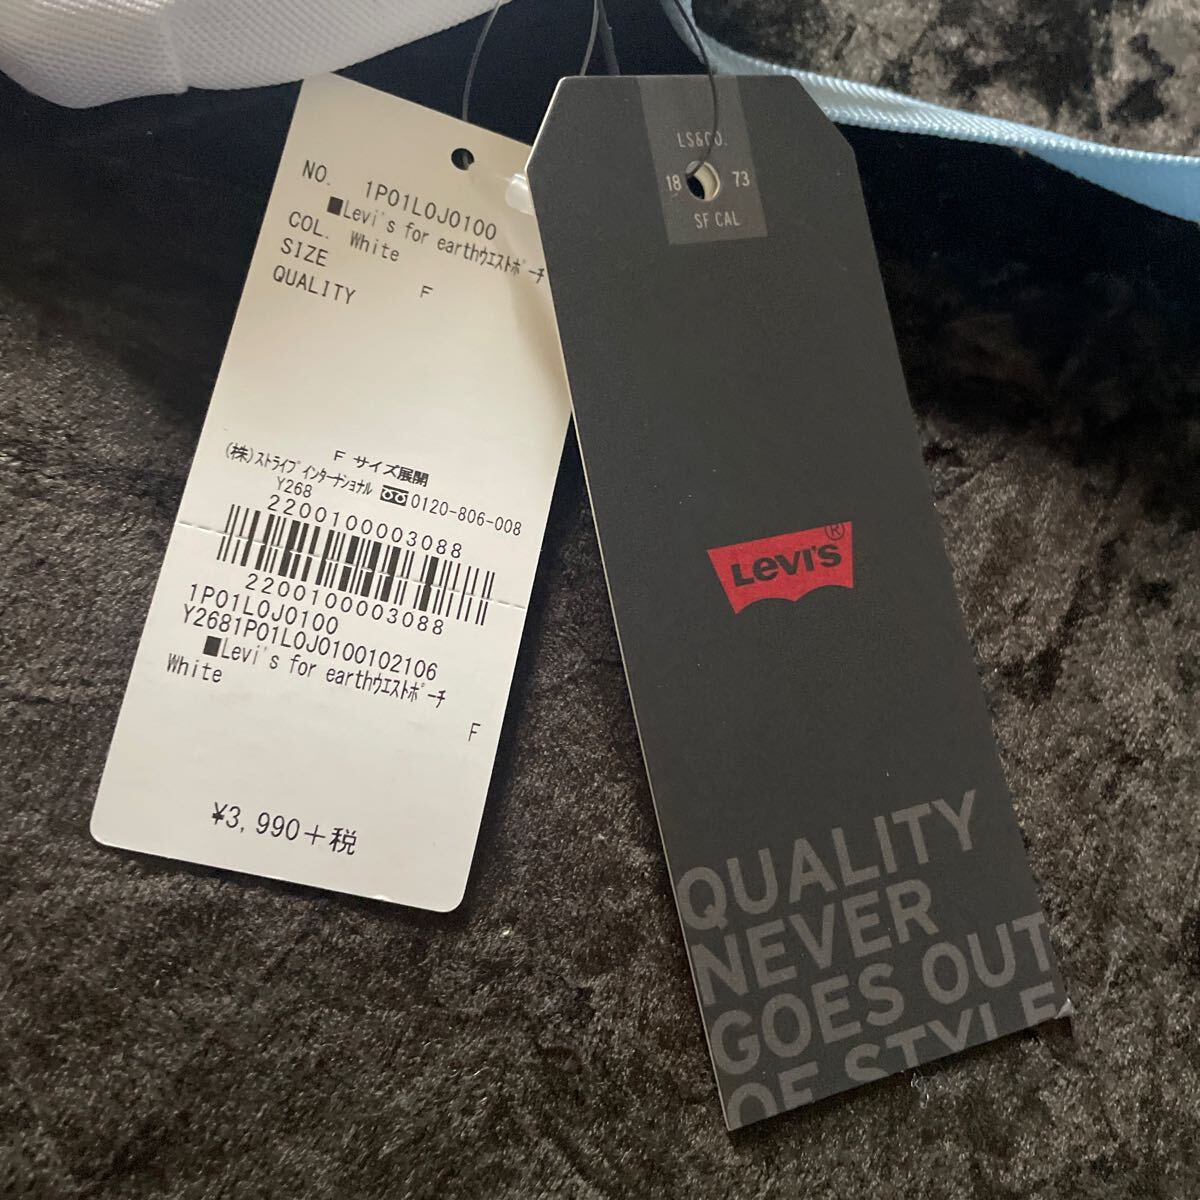 NO. 1P01L0J0100
■Levi's for earthウエストポーチ
COL. White
SIZE F
QUALITY
F サイズ展開
(株)ストライプインターナショナル 0120-806-008
Y268
2200100003088
2200100003088
1P01L0J0100
Y2681P01L0J0100102106
■Levi's for earthウエストポーチ
White
F
¥3,990+税
LS&CO.
18 73
SF CAL
Levi's®
QUALITY
NEVER
GOES OUT
OF STYLE